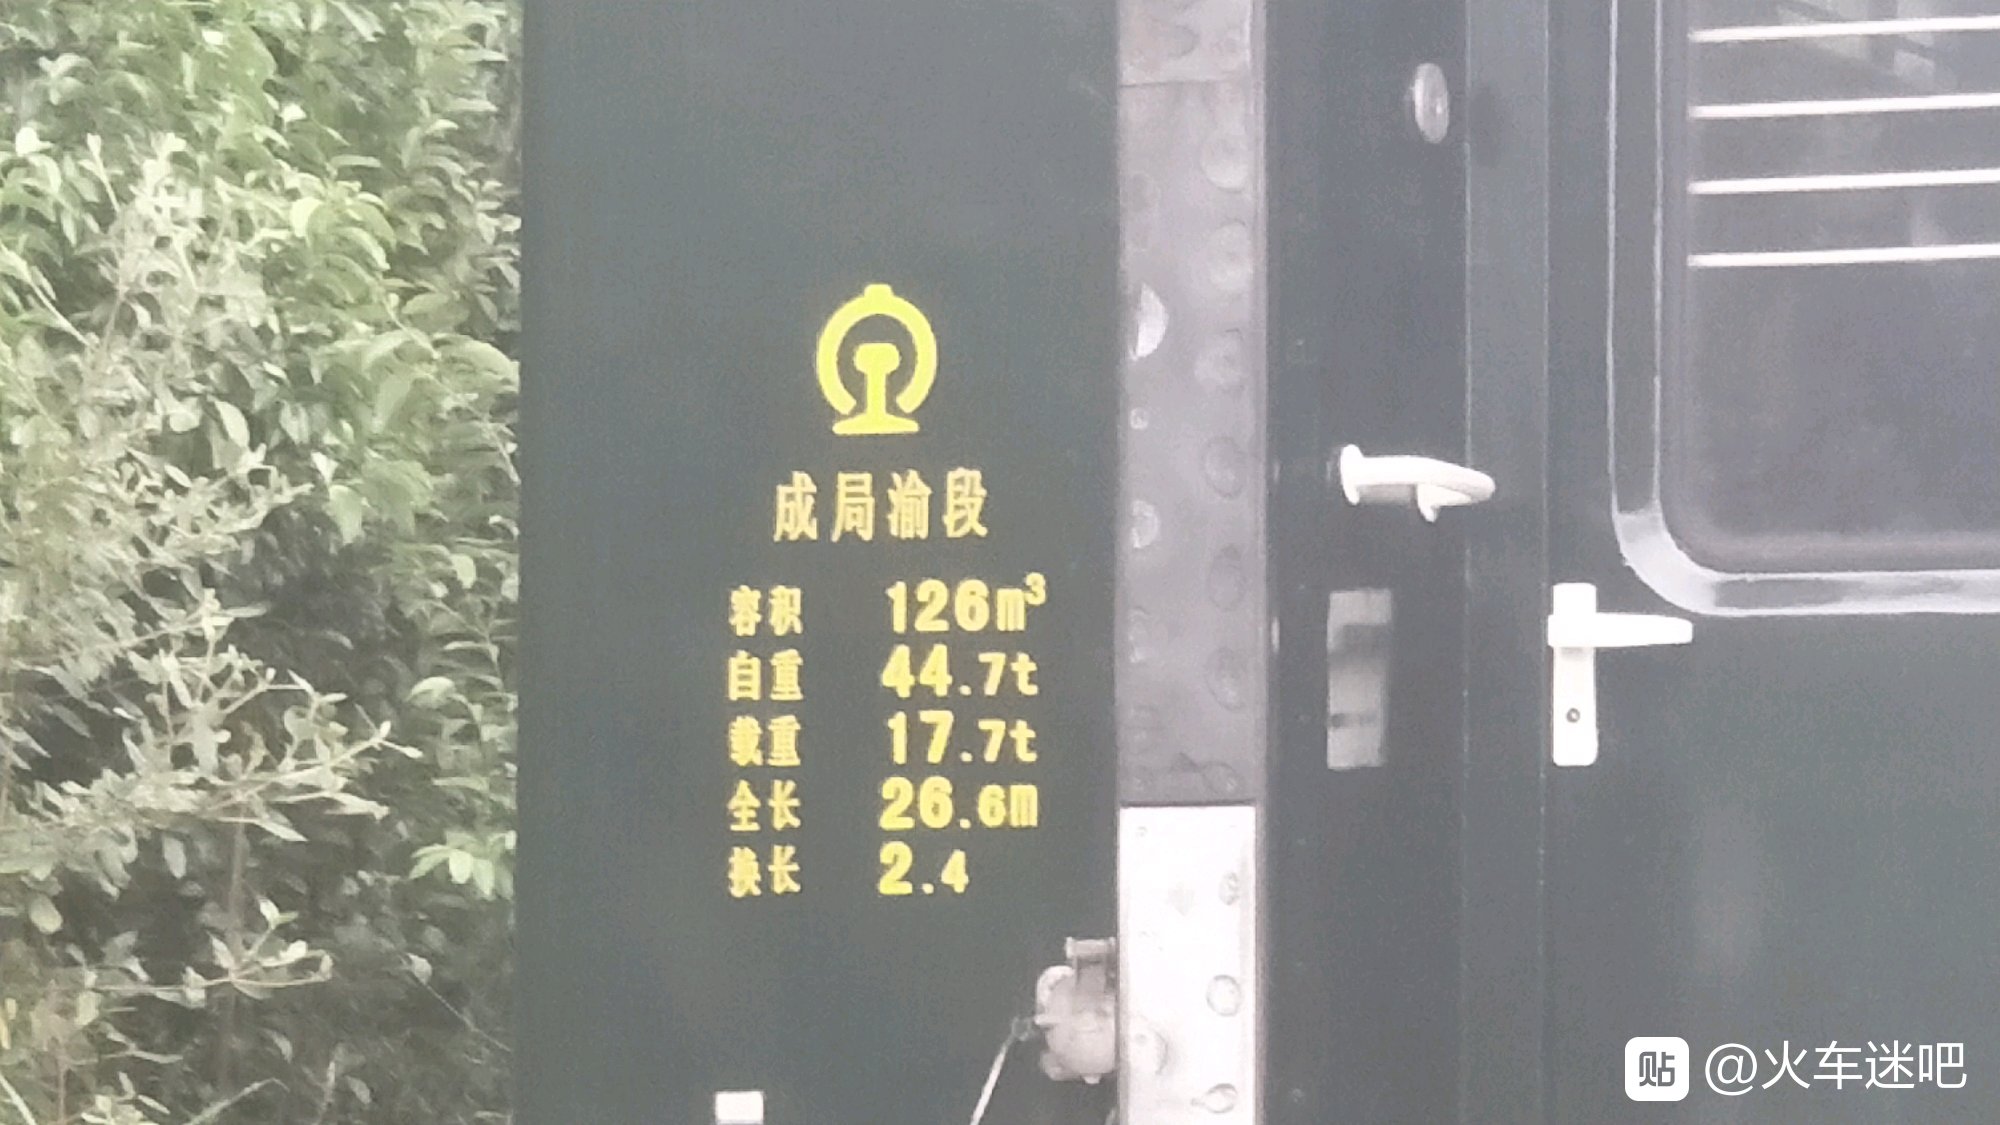 成局渝段
容积 126m³
自重 44.7t
载重 17.7t
全长 26.6m
换长 2.4
贴 @火车迷吧